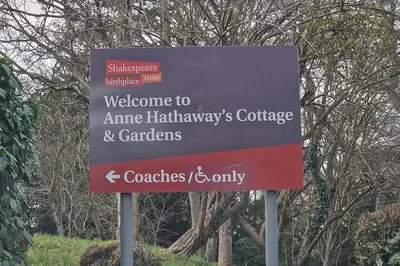 Shakespeare
birthplace trust
Welcome to
Anne Hathaway's Cottage
& Gardens
← Coaches/♿only